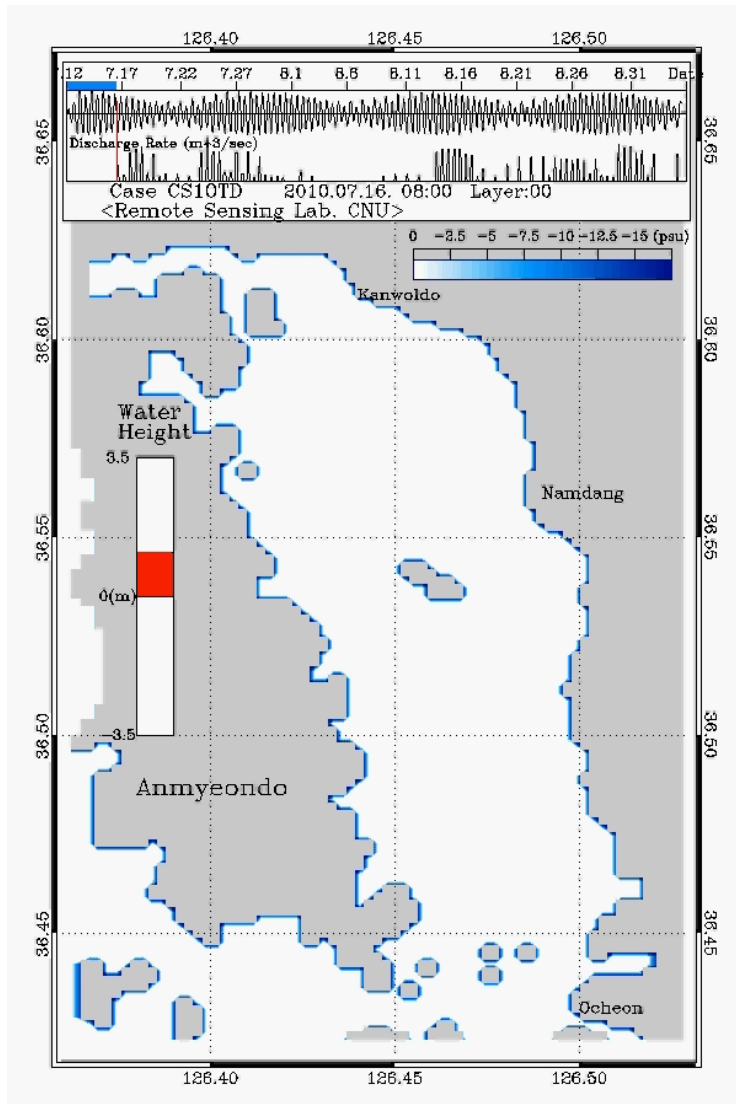 126.40 126.45 126.50
7.12 7.17 7.22 7.27 8.1 8.6 8.11 8.16 8.21 8.26 8.31 Date
Discharge Rate (m+3/sec)
Case CS10TD 2010.07.16. 08:00 Layer:00
<Remote Sensing Lab. CNU>
36.65 36.65
0 -2.5 -5 -7.5 -10 -12.5 -15 (psu)
Kanwoldo
36.60 36.60
Water
Height
3.5
Namdang
36.55 36.55
0(m)
36.50 36.50
-3.5
Anmyeondo
36.45 36.45
Ocheon
126.40 126.45 126.50